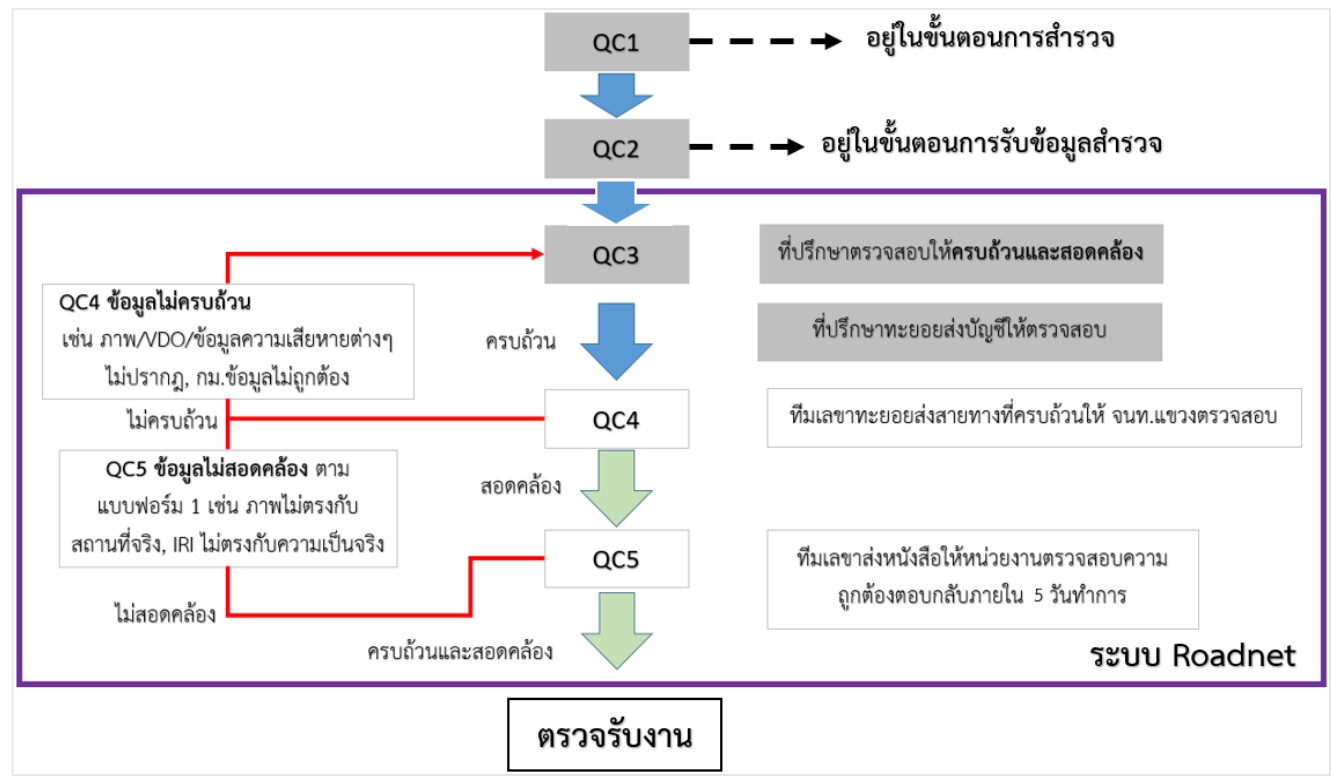 QC1
อยู่ในขั้นตอนการสำรวจ
QC2
อยู่ในขั้นตอนการรับข้อมูลสำรวจ
QC3
ที่ปรึกษาตรวจสอบให้ครบถ้วนและสอดคล้อง
QC4 ข้อมูลไม่ครบถ้วน
เช่น ภาพ/VDO/ข้อมูลความเสียหายต่างๆ
ไม่ปรากฏ, กม.ข้อมูลไม่ถูกต้อง
ครบถ้วน
ที่ปรึกษาทะยอยส่งบัญชีให้ตรวจสอบ
ไม่ครบถ้วน
QC4
ทีมเลขาทะยอยส่งสายทางที่ครบถ้วนให้ จนท.แขวงตรวจสอบ
QC5 ข้อมูลไม่สอดคล้อง ตาม
แบบฟอร์ม 1 เช่น ภาพไม่ตรงกับ
สถานที่จริง, IRI ไม่ตรงกับความเป็นจริง
สอดคล้อง
QC5
ทีมเลขาส่งหนังสือให้หน่วยงานตรวจสอบความ
ถูกต้องตอบกลับภายใน 5 วันทำการ
ไม่สอดคล้อง
ครบถ้วนและสอดคล้อง
ระบบ Roadnet
ตรวจรับงาน